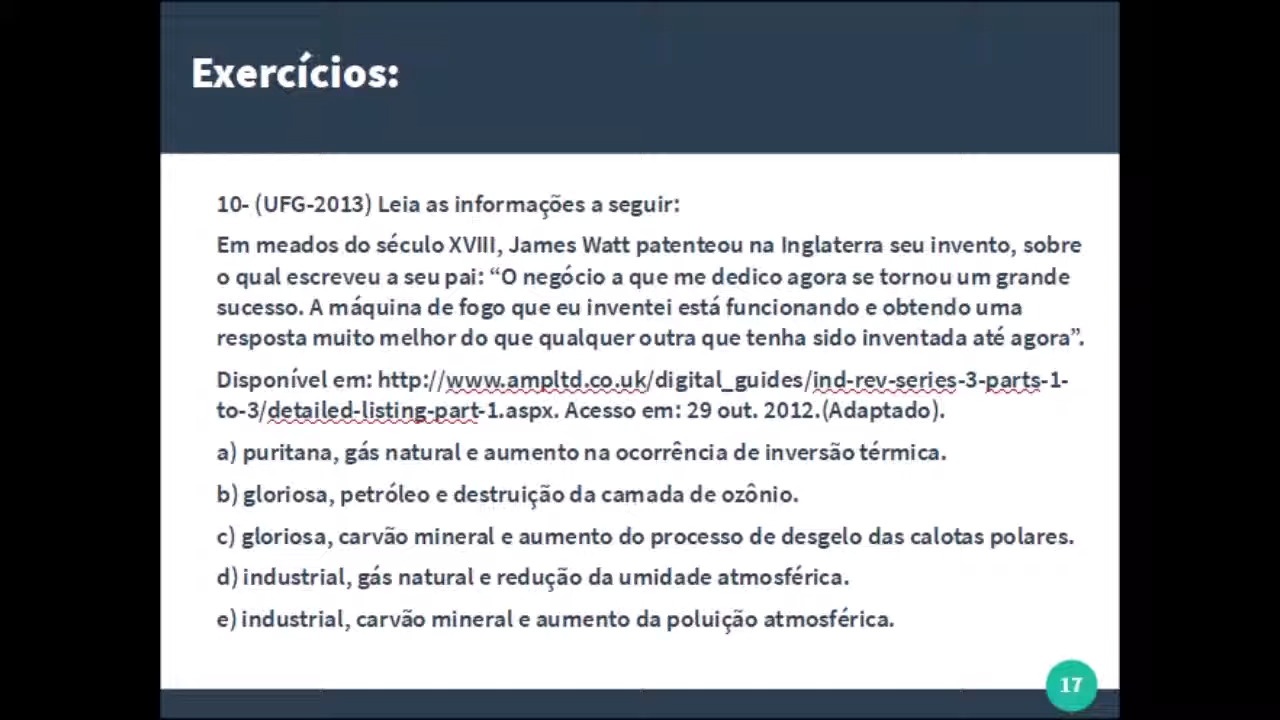 Exercícios:
10- (UFG-2013) Leia as informações a seguir:
Em meados do século XVIII, James Watt patenteou na Inglaterra seu invento, sobre
o qual escreveu a seu pai: “O negócio a que me dedico agora se tornou um grande
sucesso. A máquina de fogo que eu inventei está funcionando e obtendo uma
resposta muito melhor do que qualquer outra que tenha sido inventada até agora”.
Disponível em: http://www.ampltd.co.uk/digital_guides/ind-rev-series-3-parts-1-
to-3/detailed-listing-part-1.aspx. Acesso em: 29 out. 2012.(Adaptado).
a) puritana, gás natural e aumento na ocorrência de inversão térmica.
b) gloriosa, petróleo e destruição da camada de ozônio.
c) gloriosa, carvão mineral e aumento do processo de desgelo das calotas polares.
d) industrial, gás natural e redução da umidade atmosférica.
e) industrial, carvão mineral e aumento da poluição atmosférica.
17